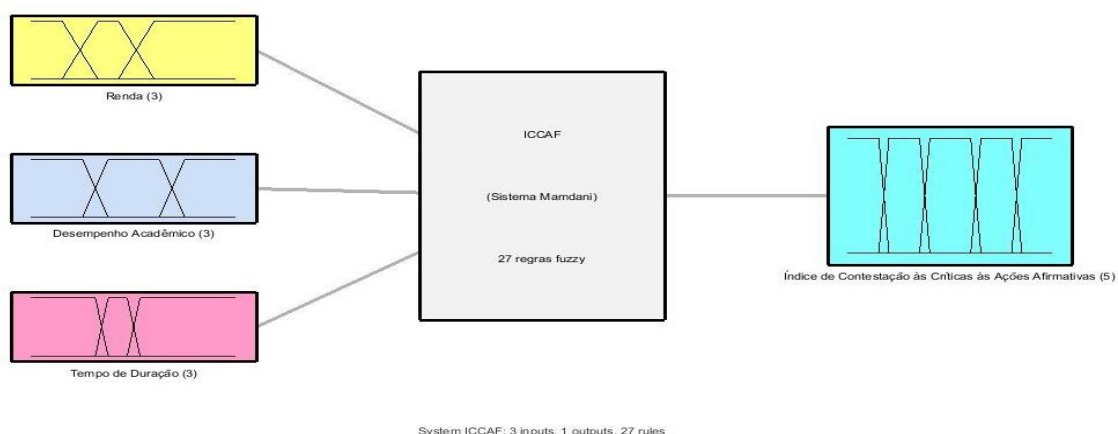 Renda (3)
Desempenho Acadêmico (3)
Tempo de Duração (3)
ICCAF
(Sistema Mamdani)
27 regras fuzzy
Índice de Contestação às Críticas às Ações Afirmativas (5)
System ICCAF: 3 inputs, 1 outputs, 27 rules